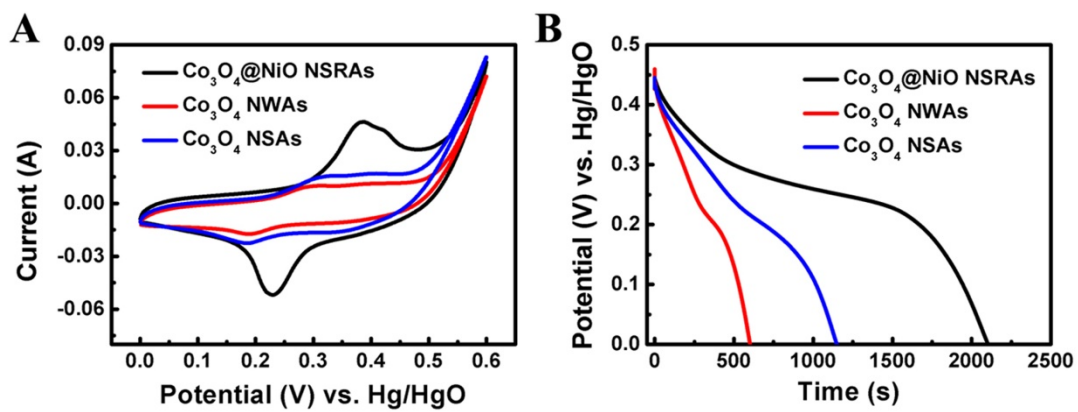 A
Current (A)
0.09
0.06
0.03
0.00
-0.03
-0.06
Co₃O₄@NiO NSRAs
Co₃O₄ NWAs
Co₃O₄ NSAs
0.0 0.1 0.2 0.3 0.4 0.5 0.6
Potential (V) vs. Hg/HgO
B
Potential (V) vs. Hg/HgO
0.5
0.4
0.3
0.2
0.1
0.0
Co₃O₄@NiO NSRAs
Co₃O₄ NWAs
Co₃O₄ NSAs
0 500 1000 1500 2000 2500
Time (s)